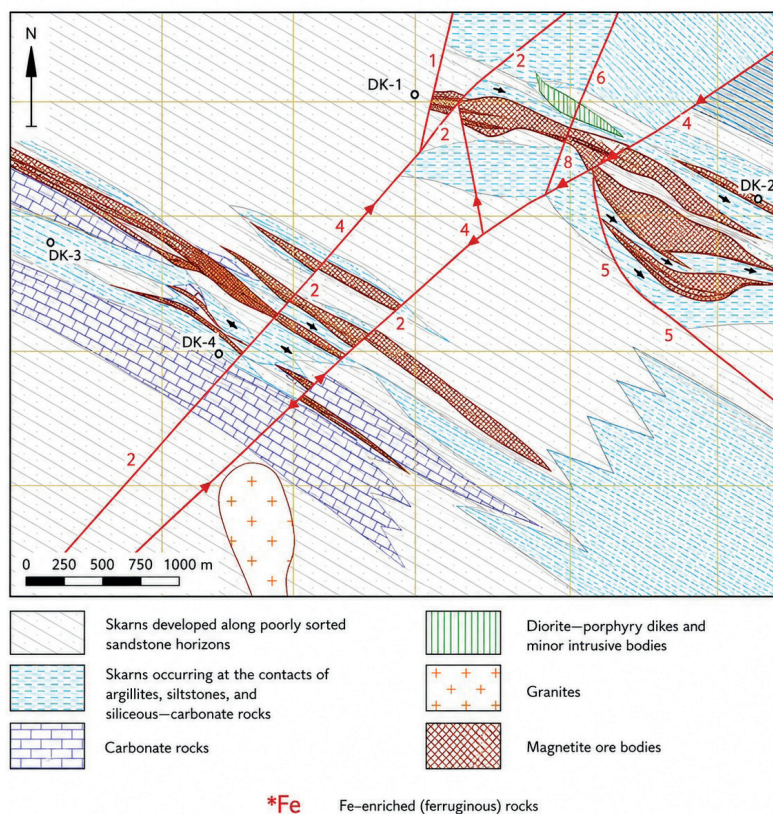 N
DK-1
1
2
6
4
2
8
DK-2
4
4
DK-3
2
5
2
DK-4
5
2
0 250 500 750 1000 m
Skarns developed along poorly sorted
sandstone horizons
Skarns occurring at the contacts of
argillites, siltstones, and
siliceous–carbonate rocks
Carbonate rocks
Diorite–porphyry dikes and
minor intrusive bodies
Granites
Magnetite ore bodies
*Fe Fe–enriched (ferruginous) rocks